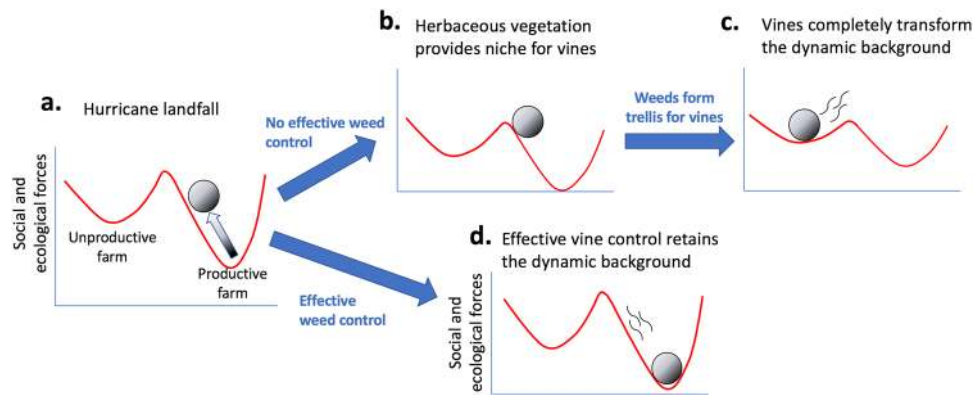 a.
Hurricane landfall
Social and
ecological forces
Unproductive
farm
Productive
farm
No effective weed
control
Effective
weed control
b.
Herbaceous vegetation
provides niche for vines
Weeds form
trellis for vines
c.
Vines completely transform
the dynamic background
d.
Effective vine control retains
the dynamic background
Social and
ecological forces